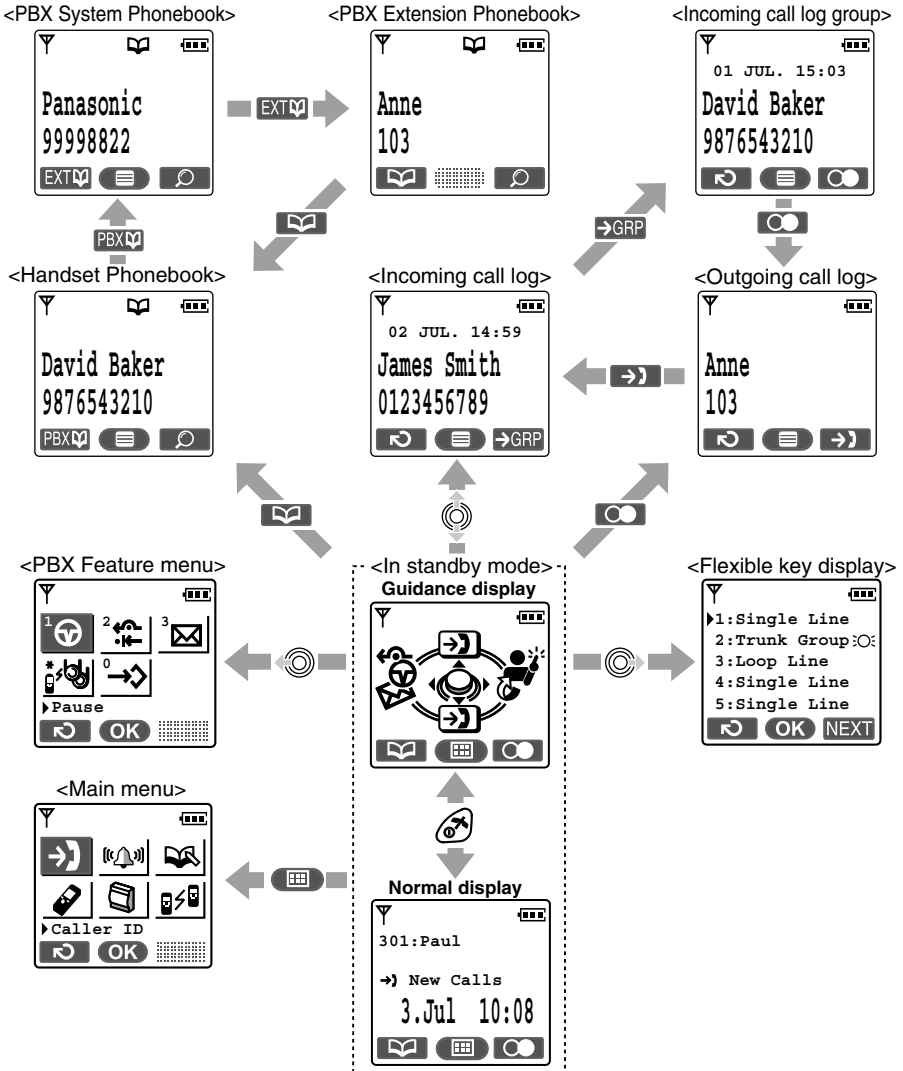 <PBX System Phonebook>
<PBX Extension Phonebook>
<Incoming call log group>
Panasonic
99998822
EXT
EXT
Anne
103
01 JUL. 15:03
David Baker
9876543210
PBX
→GRP
<Handset Phonebook>
<Incoming call log>
<Outgoing call log>
David Baker
9876543210
PBX
02 JUL. 14:59
James Smith
0123456789
→GRP
Anne
103
<PBX Feature menu>
<In standby mode>
Guidance display
<Flexible key display>
1
2
3
*
0
Pause
OK
1:Single Line
2:Trunk Group
3:Loop Line
4:Single Line
5:Single Line
OK
NEXT
<Main menu>
Caller ID
OK
Normal display
301:Paul
New Calls
3.Jul 10:08